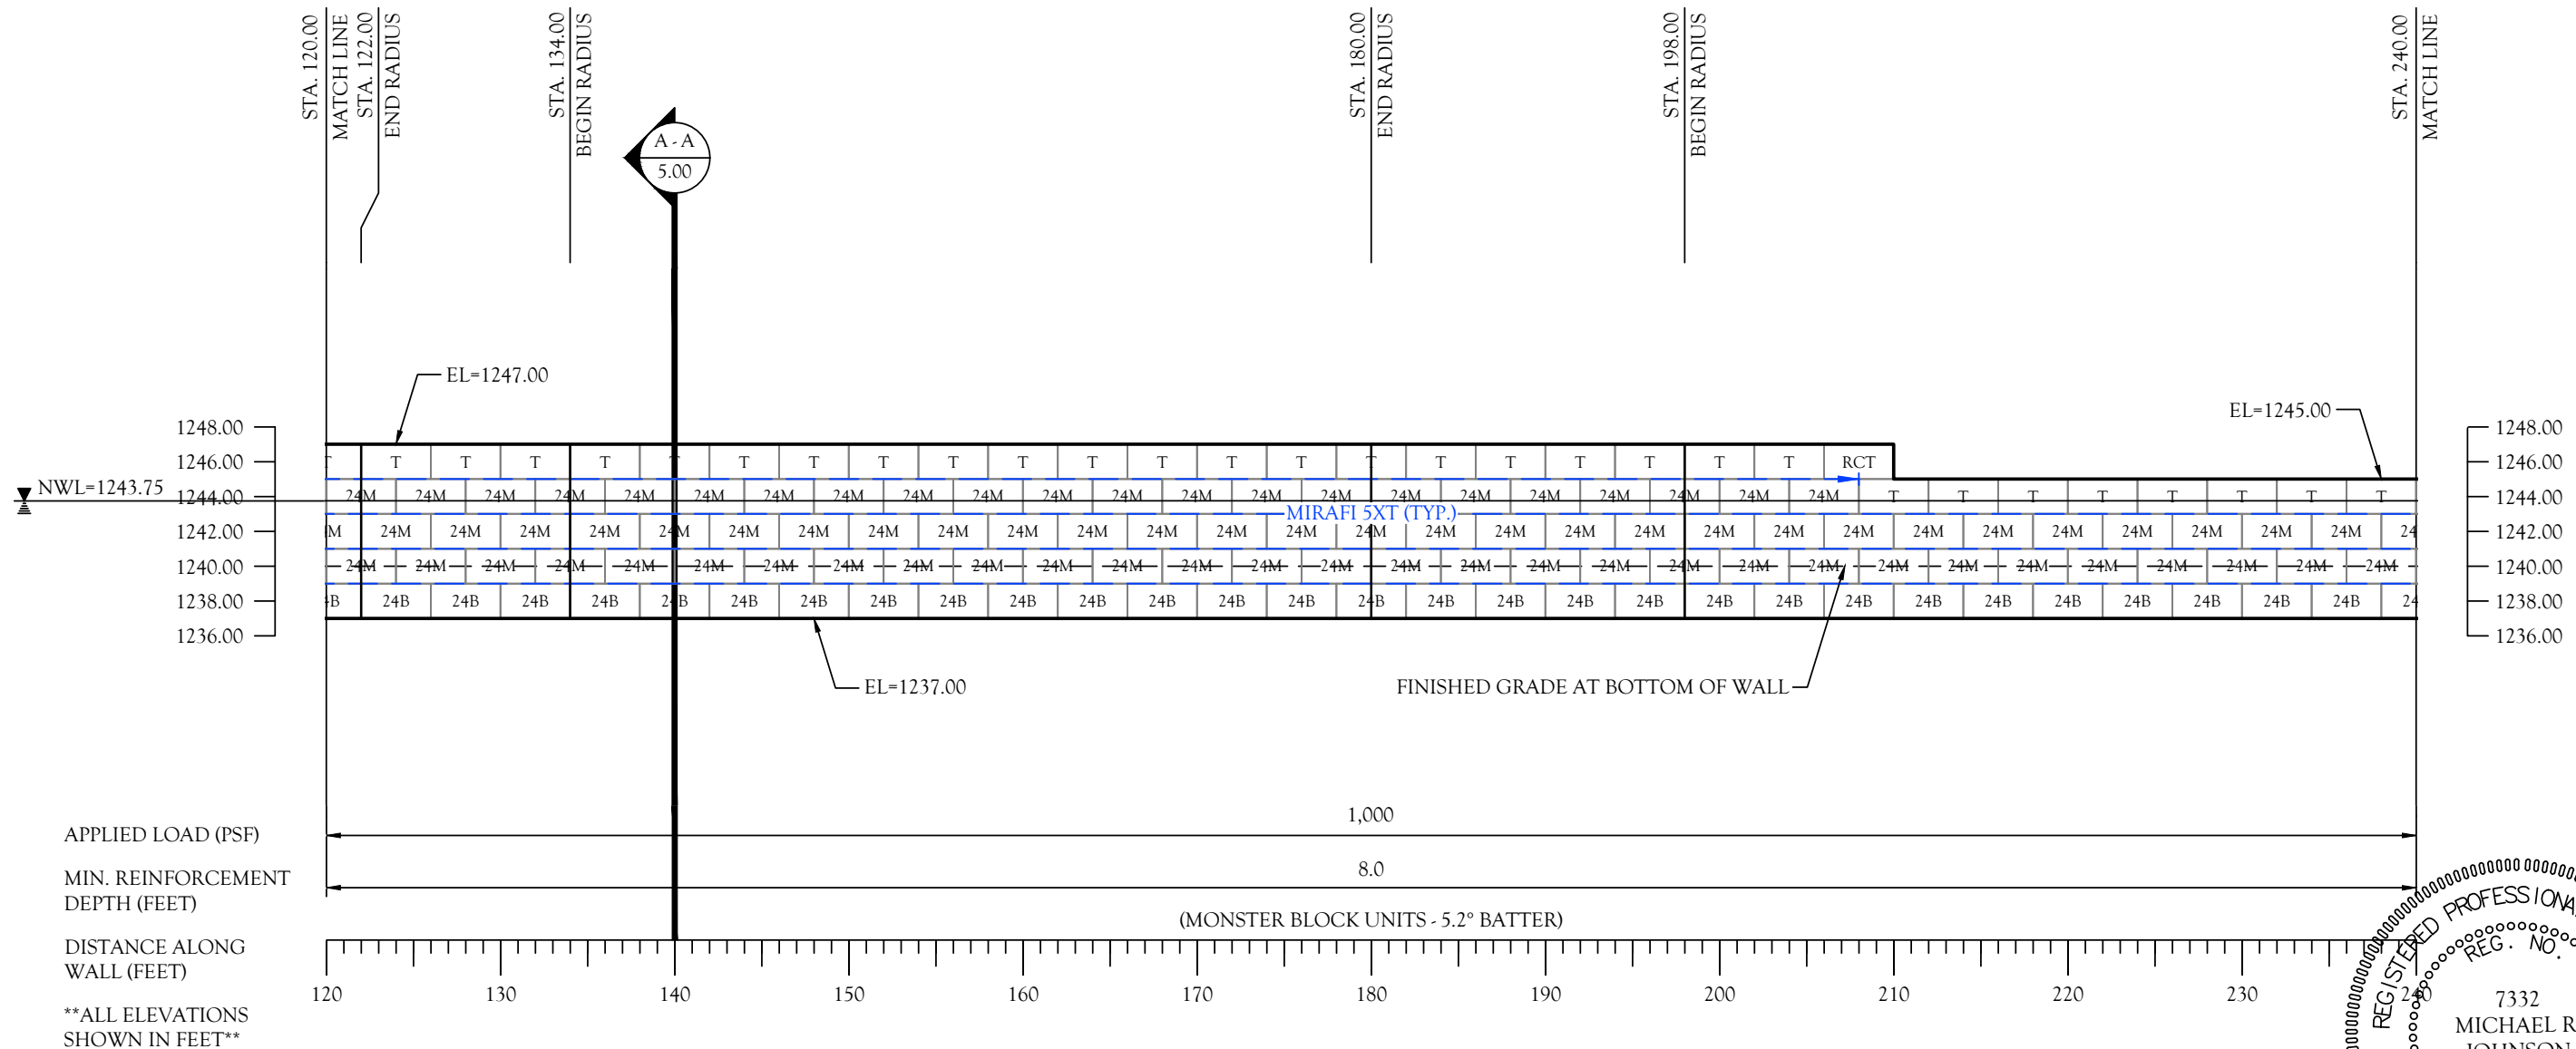 STA. 120.00
MATCH LINE
STA. 122.00
END RADIUS
STA. 134.00
BEGIN RADIUS
STA. 180.00
END RADIUS
STA. 198.00
BEGIN RADIUS
STA. 240.00
MATCH LINE
A - A
5.00
EL=1247.00
EL=1245.00
1248.00
1246.00
1244.00
1242.00
1240.00
1238.00
1236.00
NWL=1243.75
T T T T T T T T T T T T T T T T T T T T T T RCT
24M 24M 24M 24M 24M 24M 24M 24M 24M 24M 24M 24M 24M 24M 24M 24M 24M 24M 24M 24M 24M 24M T T T T T T T T
MIRAFI 5XT (TYP.)
M 24M 24M 24M 24M 24M 24M 24M 24M 24M 24M 24M 24M 24M 24M 24M 24M 24M 24M 24M 24M 24M 24M 24M 24M 24M 24M 24M 24M 24M 24
24M 24M 24M 24M 24M 24M 24M 24M 24M 24M 24M 24M 24M 24M 24M 24M 24M 24M 24M 24M 24M 24M 24M 24M 24M 24M 24M 24M 24M 24M
B 24B 24B 24B 24B 24B 24B 24B 24B 24B 24B 24B 24B 24B 24B 24B 24B 24B 24B 24B 24B 24B 24B 24B 24B 24B 24B 24B 24B 24B 24
1248.00
1246.00
1244.00
1242.00
1240.00
1238.00
1236.00
EL=1237.00
FINISHED GRADE AT BOTTOM OF WALL
APPLIED LOAD (PSF)
1,000
MIN. REINFORCEMENT
DEPTH (FEET)
8.0
(MONSTER BLOCK UNITS - 5.2° BATTER)
DISTANCE ALONG
WALL (FEET)
120 130 140 150 160 170 180 190 200 210 220 230 240
**ALL ELEVATIONS
SHOWN IN FEET**
REGISTERED PROFESSIONA
REG. NO.
7332
MICHAEL R
JOHNSON